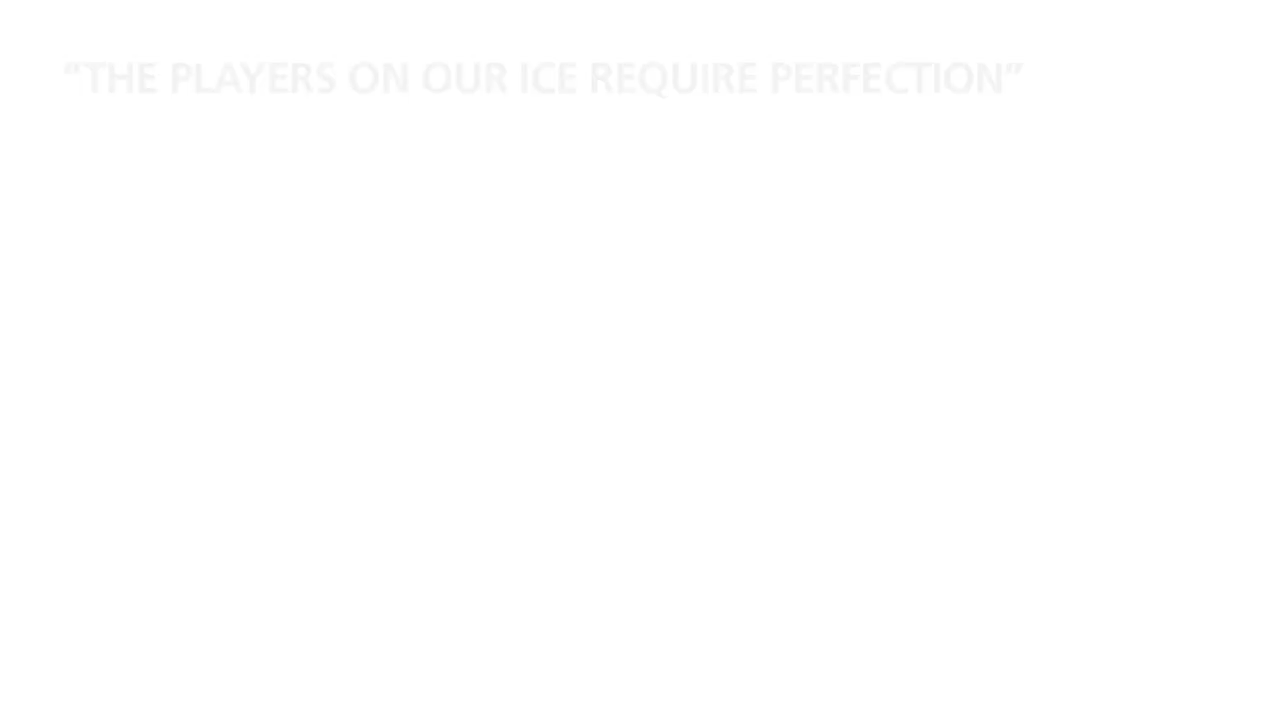 “THE PLAYERS ON OUR ICE REQUIRE PERFECTION”